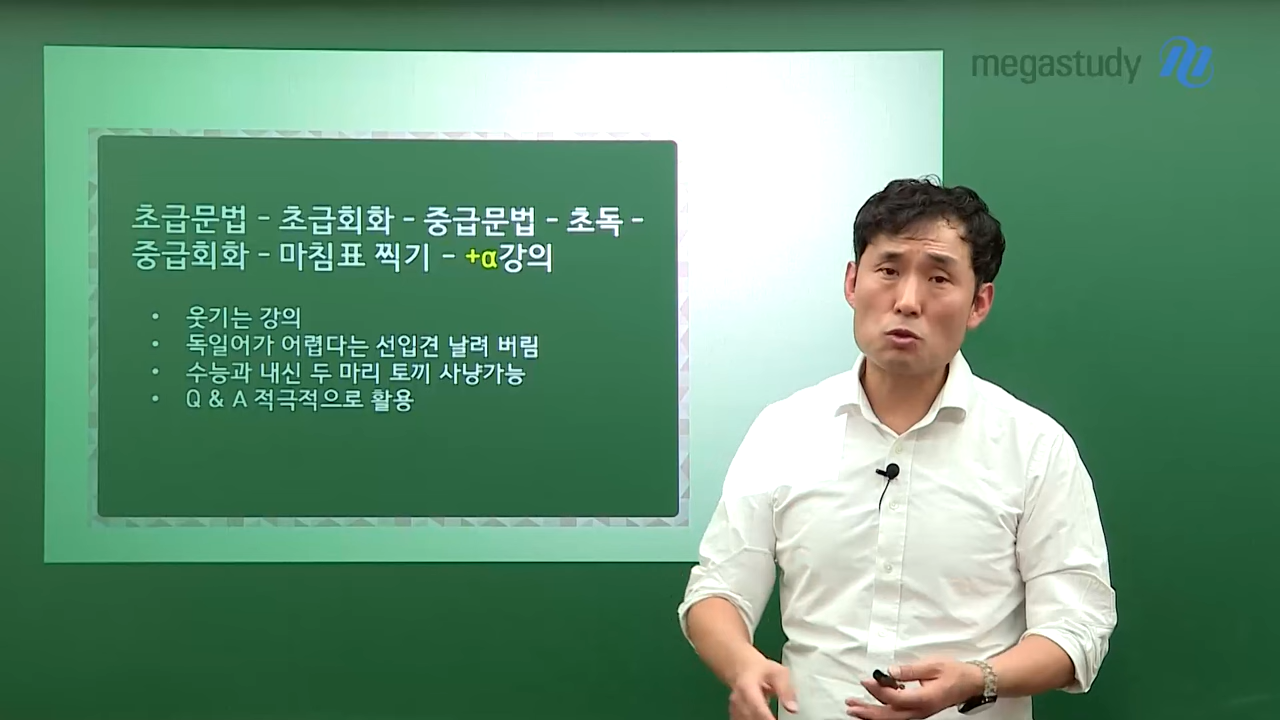 megastudy
초급문법 - 초급회화 - 중급문법 - 초독 -
중급회화 - 마침표 찍기 - +α강의
• 웃기는 강의
• 독일어가 어렵다는 선입견 날려 버림
• 수능과 내신 두 마리 토끼 사냥가능
• Q & A 적극적으로 활용